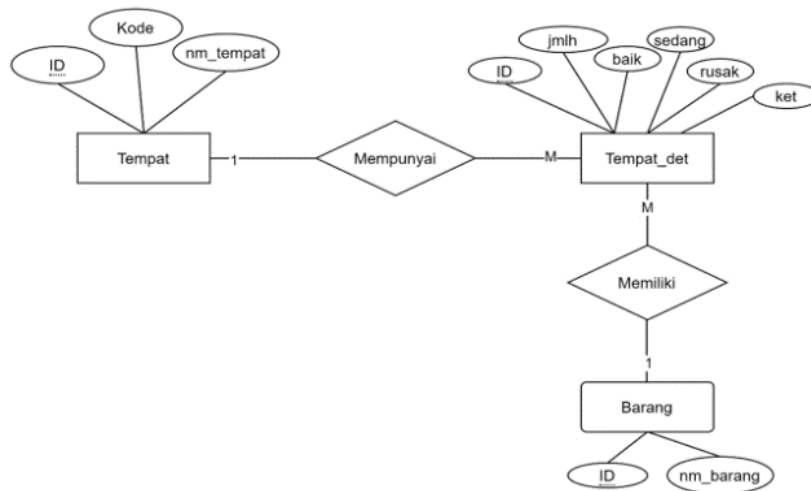 Kode
ID
nm_tempat
Tempat
1
Mempunyai
M
jmlh
sedang
baik
ID
rusak
ket
Tempat_det
M
Memiliki
1
Barang
ID
nm_barang